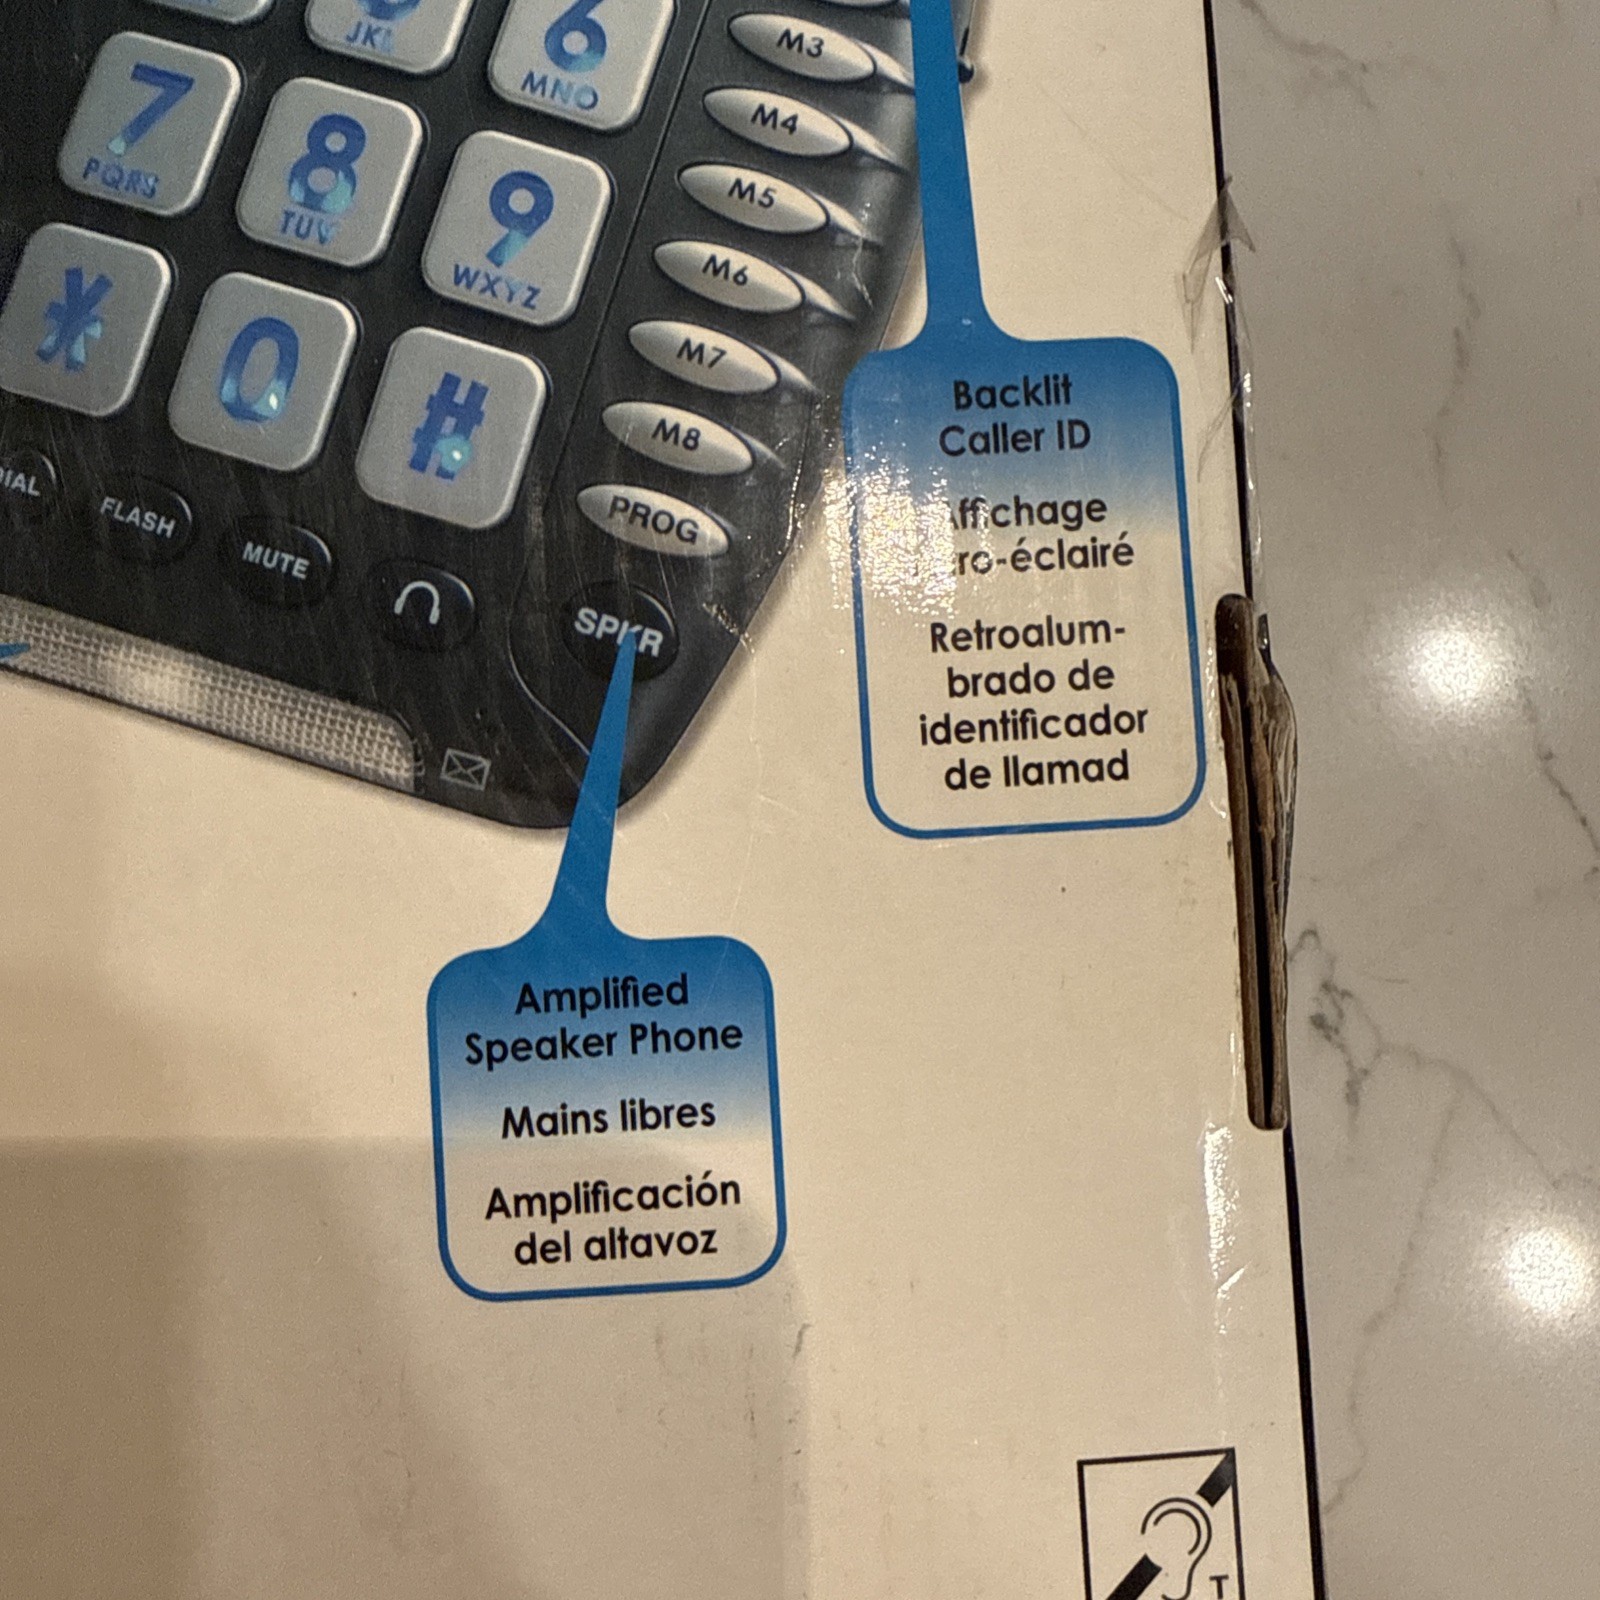 6
MNO
7
PQRS
8
TUV
9
WXYZ
0
#
M3
M4
M5
M6
M7
M8
PROG
FLASH
MUTE
SPKR
Backlit
Caller ID
Retroalum-
brado de
identificador
de llamad
Amplified
Speaker Phone
Mains libres
Amplificación
del altavoz
T